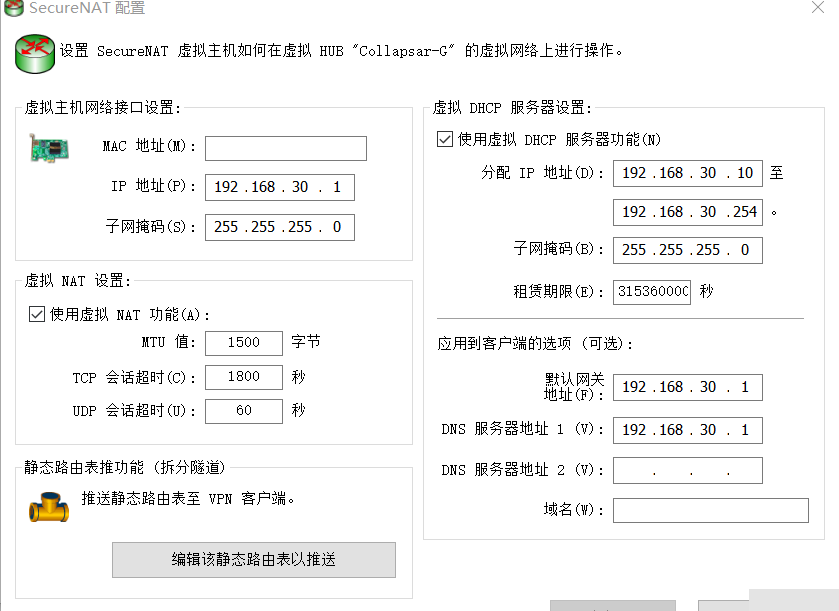 SecureNAT 配置
设置 SecureNAT 虚拟主机如何在虚拟 HUB "Collapsar-G" 的虚拟网络上进行操作。
虚拟主机网络接口设置:
MAC 地址(M):
IP 地址(P): 192 .168 . 30 . 1
子网掩码(S): 255 .255 .255 . 0
虚拟 NAT 设置:
使用虚拟 NAT 功能(A):
MTU 值: 1500 字节
TCP 会话超时(C): 1800 秒
UDP 会话超时(U): 60 秒
静态路由表推功能 (拆分隧道)
推送静态路由表至 VPN 客户端。
编辑该静态路由表以推送
虚拟 DHCP 服务器设置:
使用虚拟 DHCP 服务器功能(N)
分配 IP 地址(D): 192 .168 . 30 . 10 至
192 .168 . 30 .254 。
子网掩码(B): 255 .255 .255 . 0
租赁期限(E): 315360000 秒
应用到客户端的选项 (可选):
默认网关
地址(F): 192 .168 . 30 . 1
DNS 服务器地址 1 (V): 192 .168 . 30 . 1
DNS 服务器地址 2 (V): . . .
域名(W):